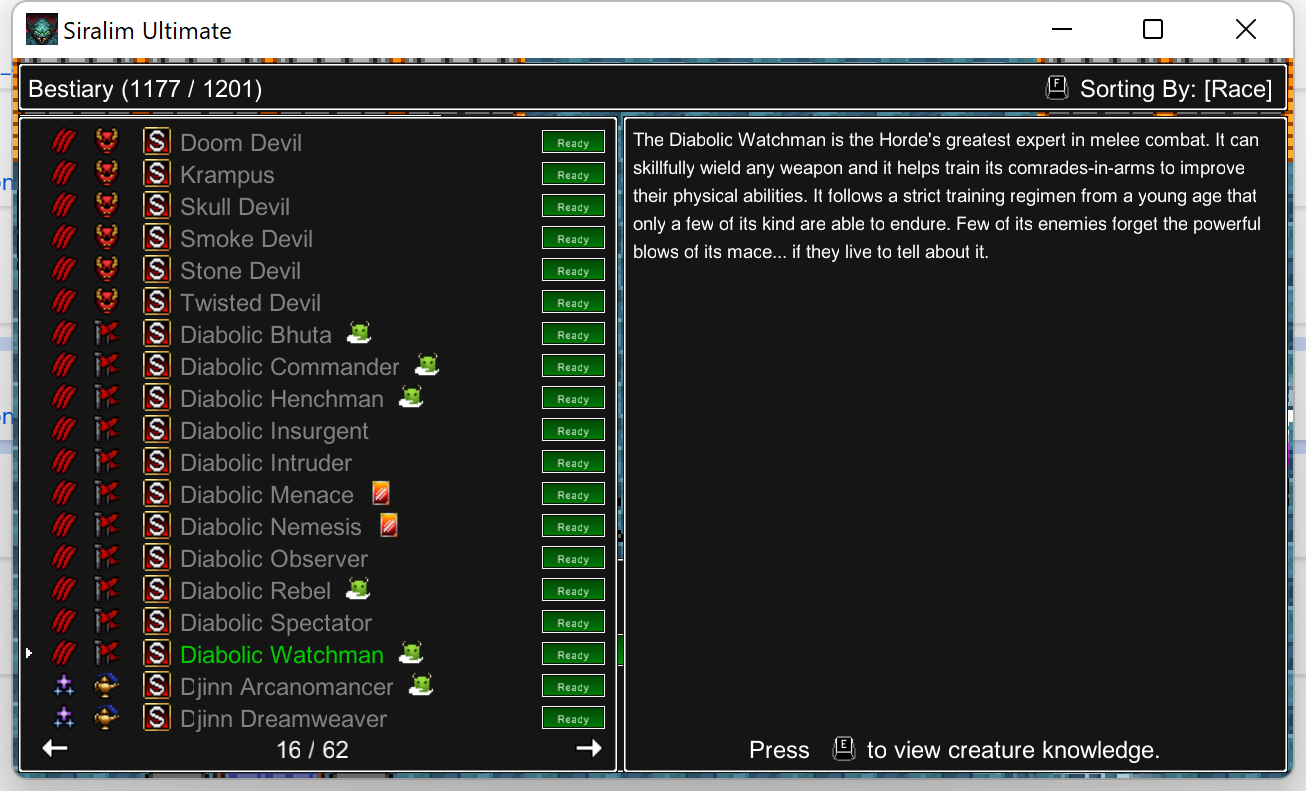 Siralim Ultimate
Bestiary (1177 / 1201)
F Sorting By: [Race]
S Doom Devil Ready
S Krampus Ready
S Skull Devil Ready
S Smoke Devil Ready
S Stone Devil Ready
S Twisted Devil Ready
S Diabolic Bhuta Ready
S Diabolic Commander Ready
S Diabolic Henchman Ready
S Diabolic Insurgent Ready
S Diabolic Intruder Ready
S Diabolic Menace Ready
S Diabolic Nemesis Ready
S Diabolic Observer Ready
S Diabolic Rebel Ready
S Diabolic Spectator Ready
S Diabolic Watchman Ready
S Djinn Arcanomancer Ready
S Djinn Dreamweaver Ready
16 / 62
The Diabolic Watchman is the Horde's greatest expert in melee combat. It can
skillfully wield any weapon and it helps train its comrades-in-arms to improve
their physical abilities. It follows a strict training regimen from a young age that
only a few of its kind are able to endure. Few of its enemies forget the powerful
blows of its mace... if they live to tell about it.
Press E to view creature knowledge.